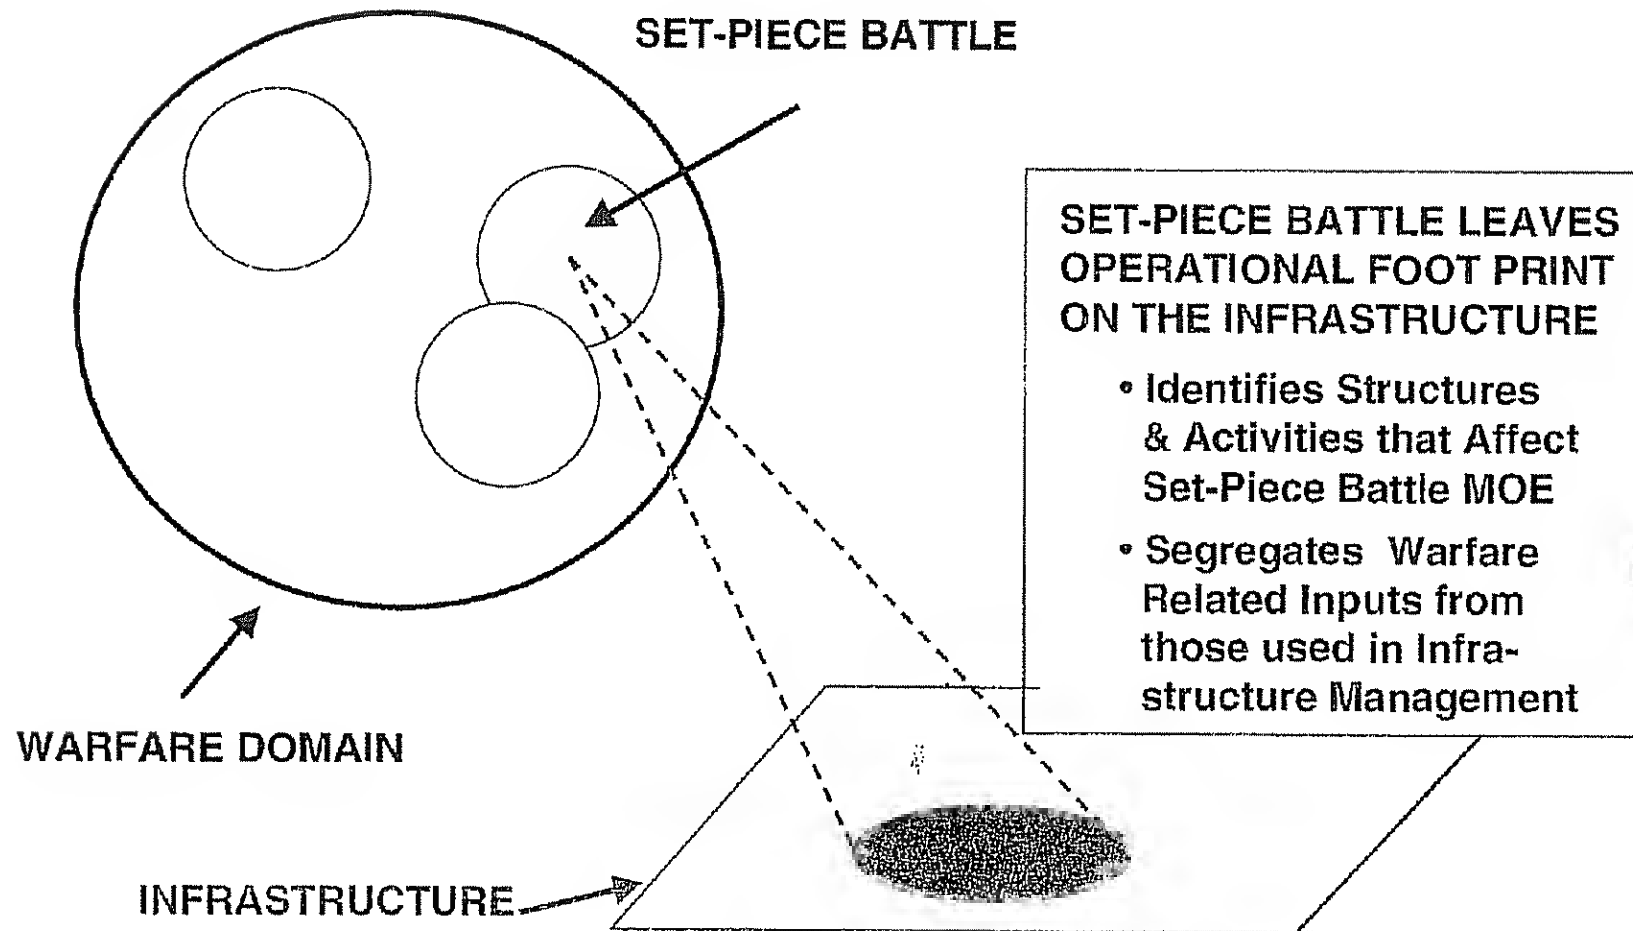 SET-PIECE BATTLE
SET-PIECE BATTLE LEAVES
OPERATIONAL FOOT PRINT
ON THE INFRASTRUCTURE
• Identifies Structures
& Activities that Affect
Set-Piece Battle MOE
• Segregates Warfare
Related Inputs from
those used in Infra-
structure Management
WARFARE DOMAIN
INFRASTRUCTURE